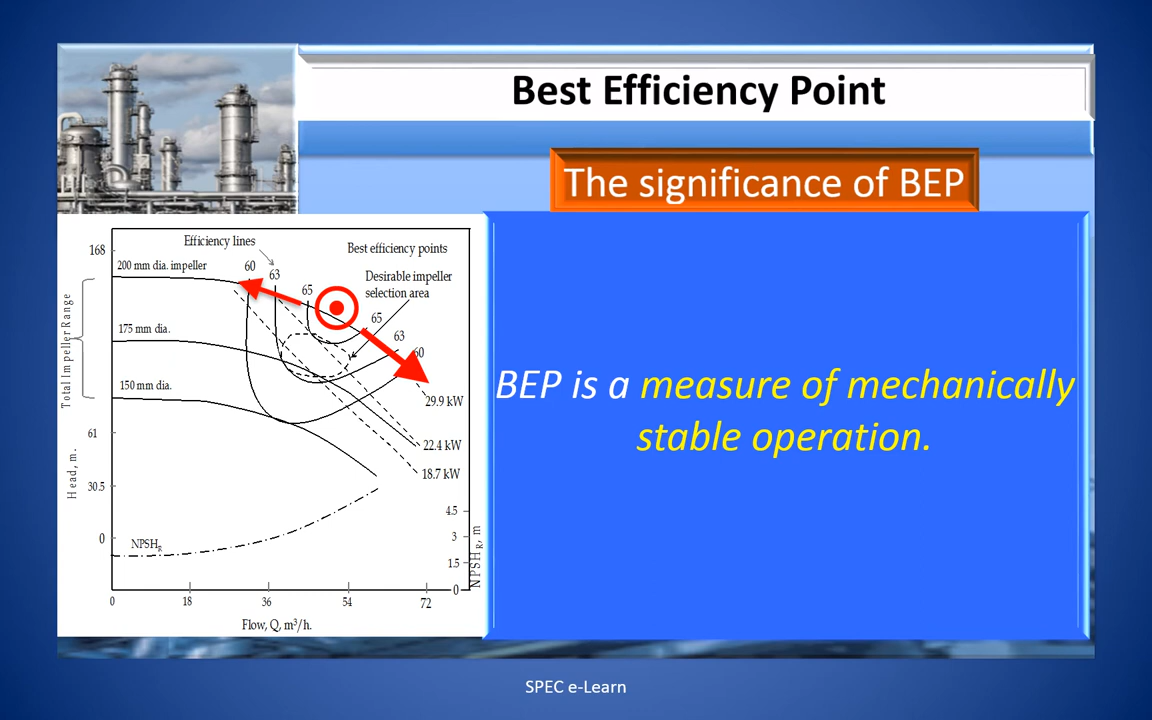 Best Efficiency Point
The significance of BEP
Efficiency lines
Best efficiency points
168
200 mm dia. impeller
60
63
65
Desirable impeller
selection area
65
63
60
175 mm dia.
150 mm dia.
Total Impeller Range
29.9 kW
22.4 kW
18.7 kW
61
30.5
0
Head, m.
NPSHR
4.5
3
1.5
0
NPSHR, m
0
18
36
54
72
Flow, Q, m³/h.
BEP is a measure of mechanically
stable operation.
SPEC e-Learn